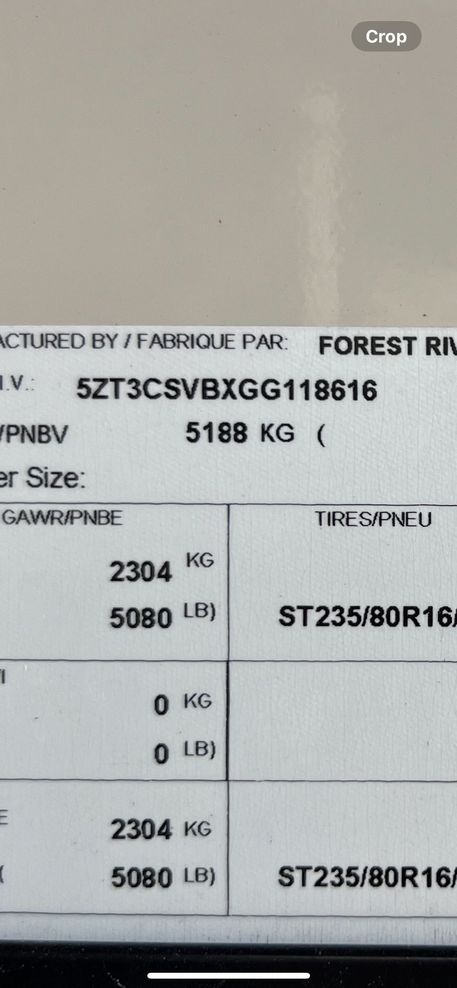 Crop
ACTURED BY / FABRIQUE PAR: FOREST RIV
I.V.: 5ZT3CSVBXGG118616
/PNBV 5188 KG (
er Size:
GAWR/PNBE TIRES/PNEU
2304 KG
5080 LB) ST235/80R16/
I
0 KG
0 LB)
E 2304 KG
( 5080 LB) ST235/80R16/